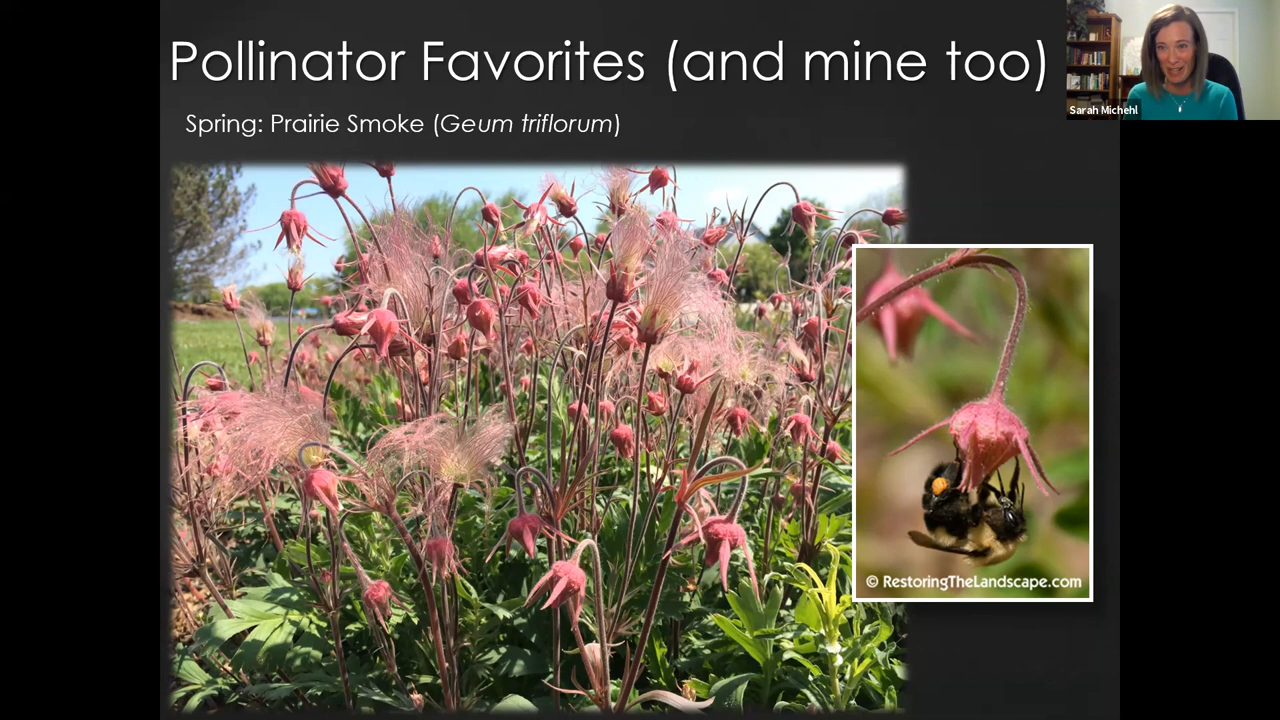 Pollinator Favorites (and mine too)
Sarah Michehl
Spring: Prairie Smoke (Geum triflorum)
© RestoringTheLandscape.com